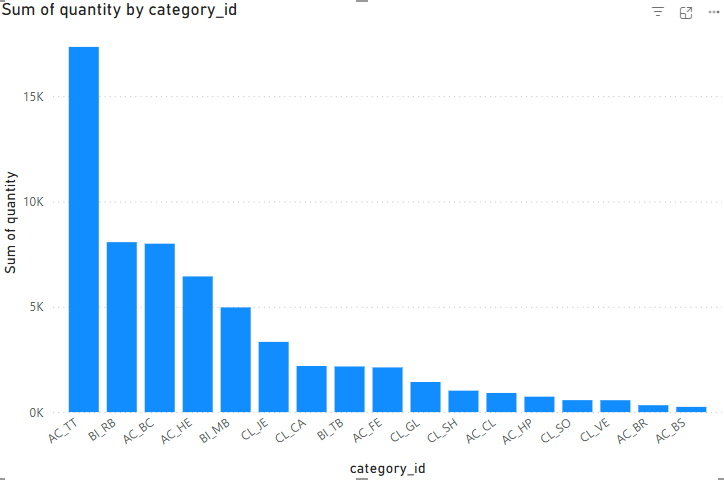 Sum of quantity by category_id
Sum of quantity
15K
10K
5K
0K
AC_TT
BI_RB
AC_BC
AC_HE
BI_MB
CL_JE
CL_CA
BI_TB
AC_FE
CL_GL
CL_SH
AC_CL
AC_HP
CL_SO
CL_VE
AC_BR
AC_BS
category_id